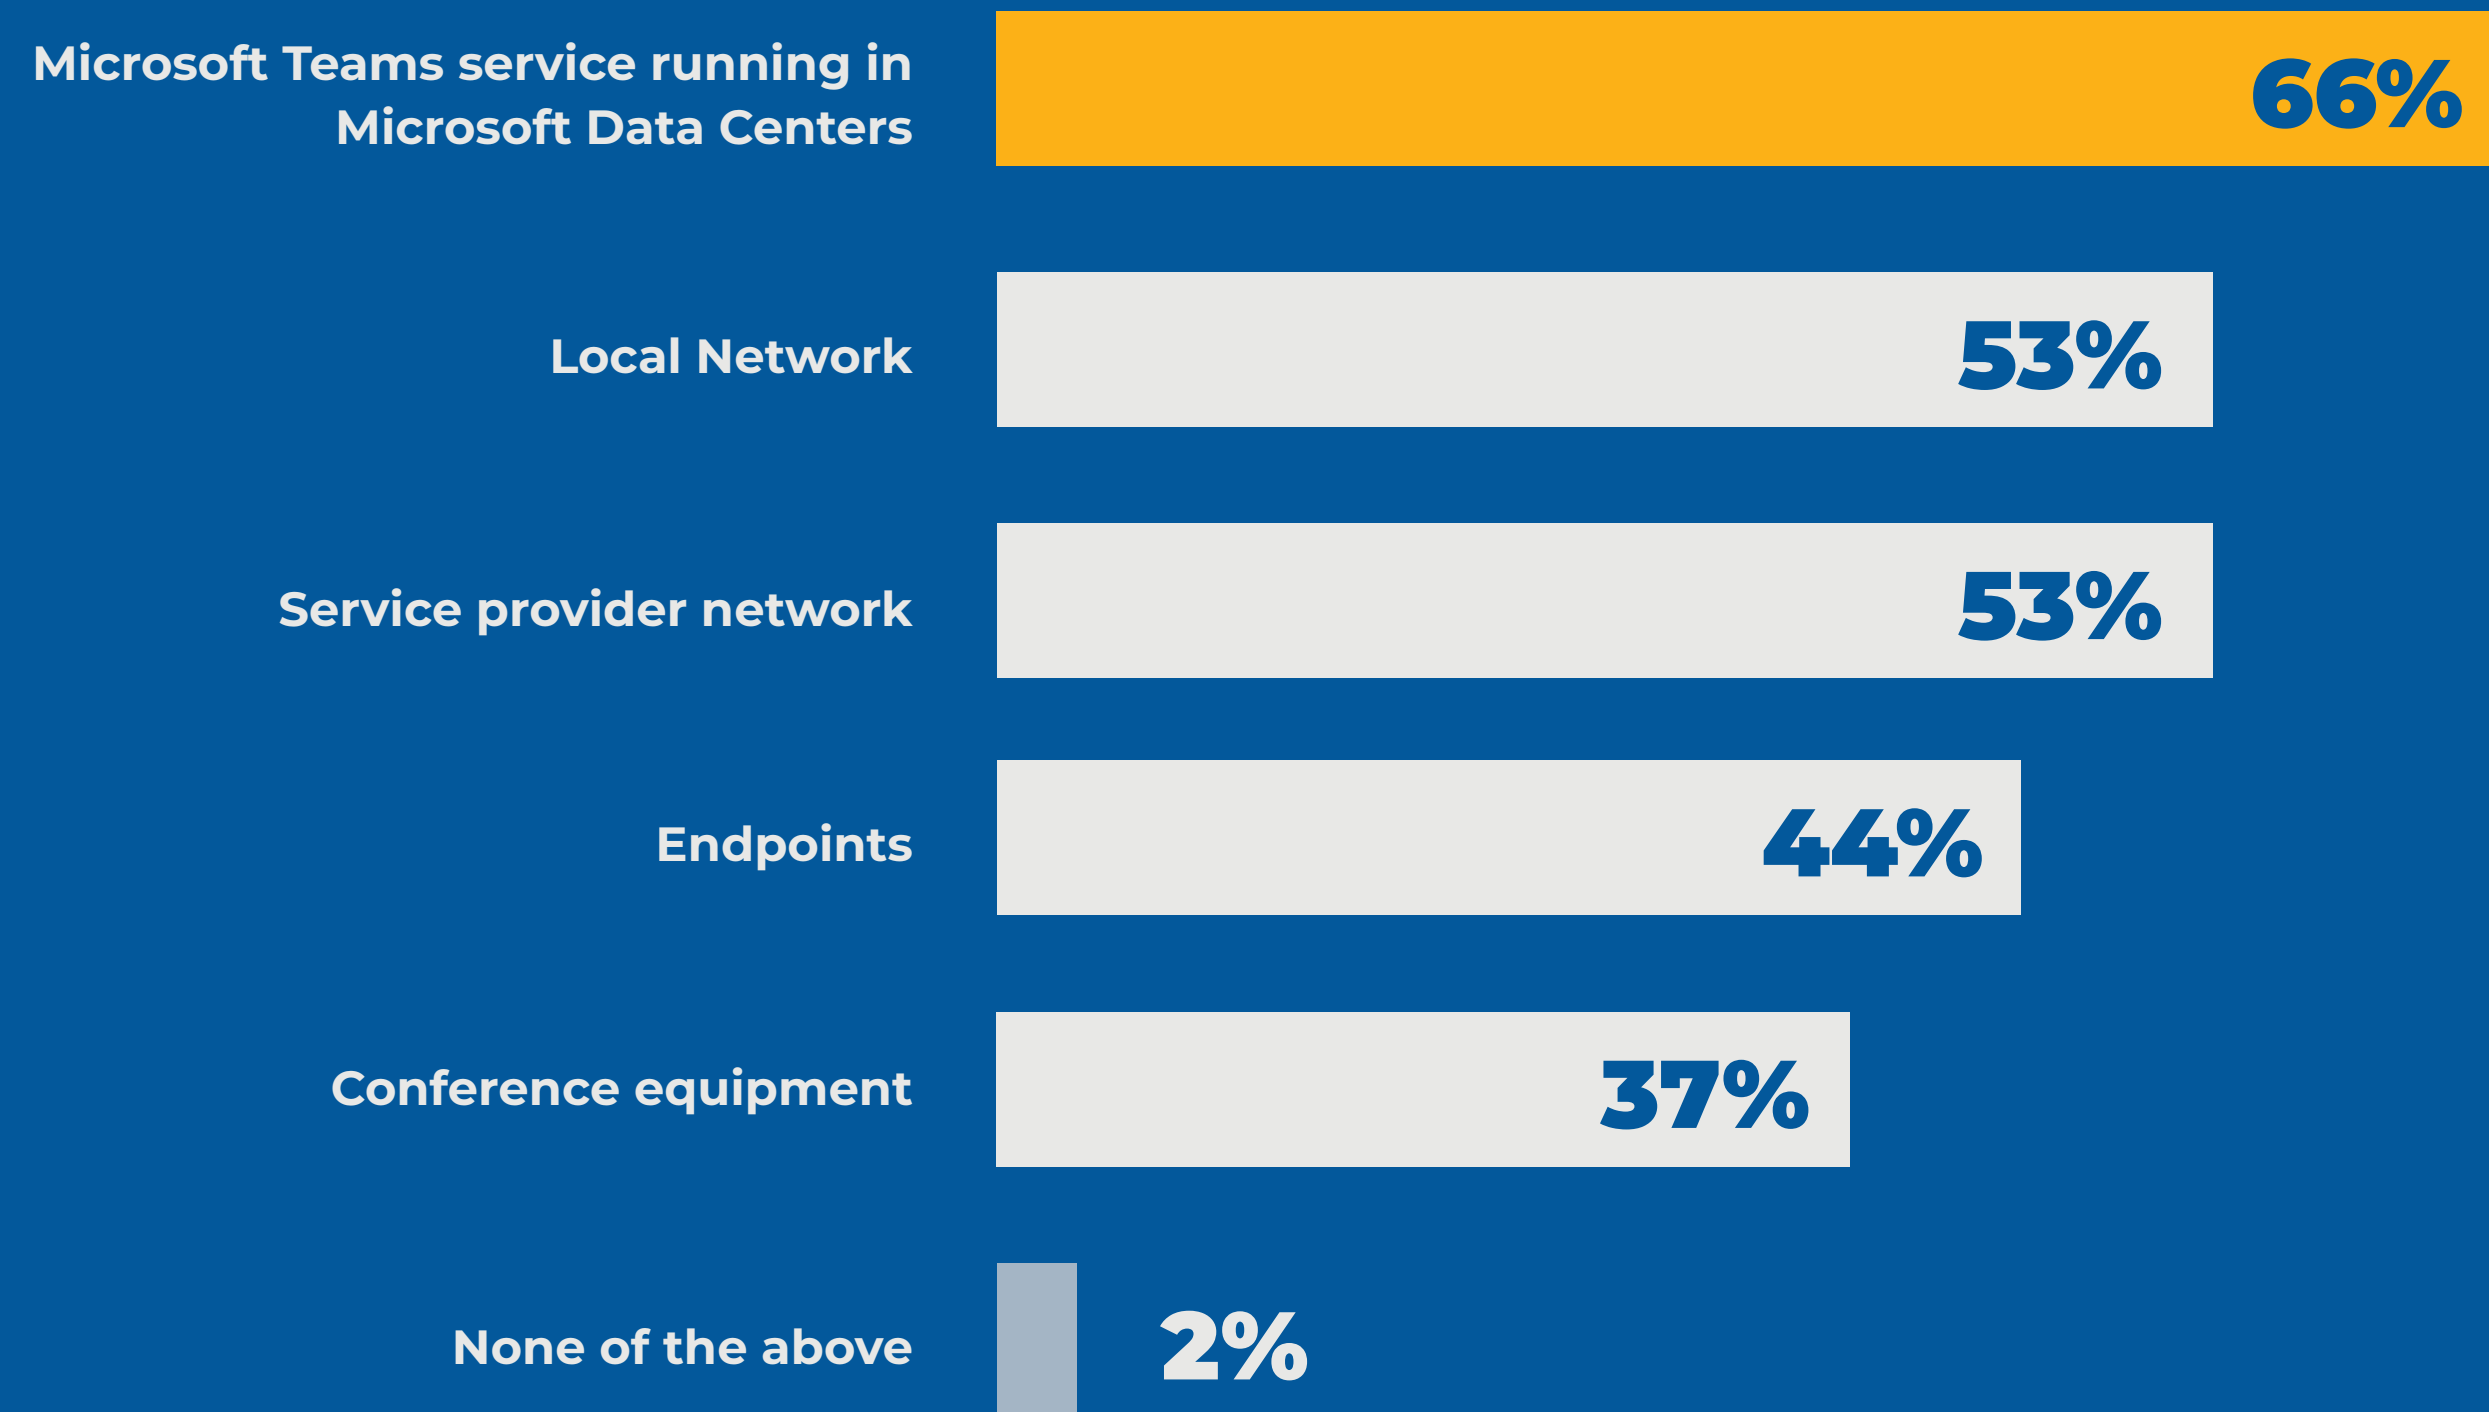 Microsoft Teams service running in
Microsoft Data Centers
66%
Local Network
53%
Service provider network
53%
Endpoints
44%
Conference equipment
37%
None of the above
2%